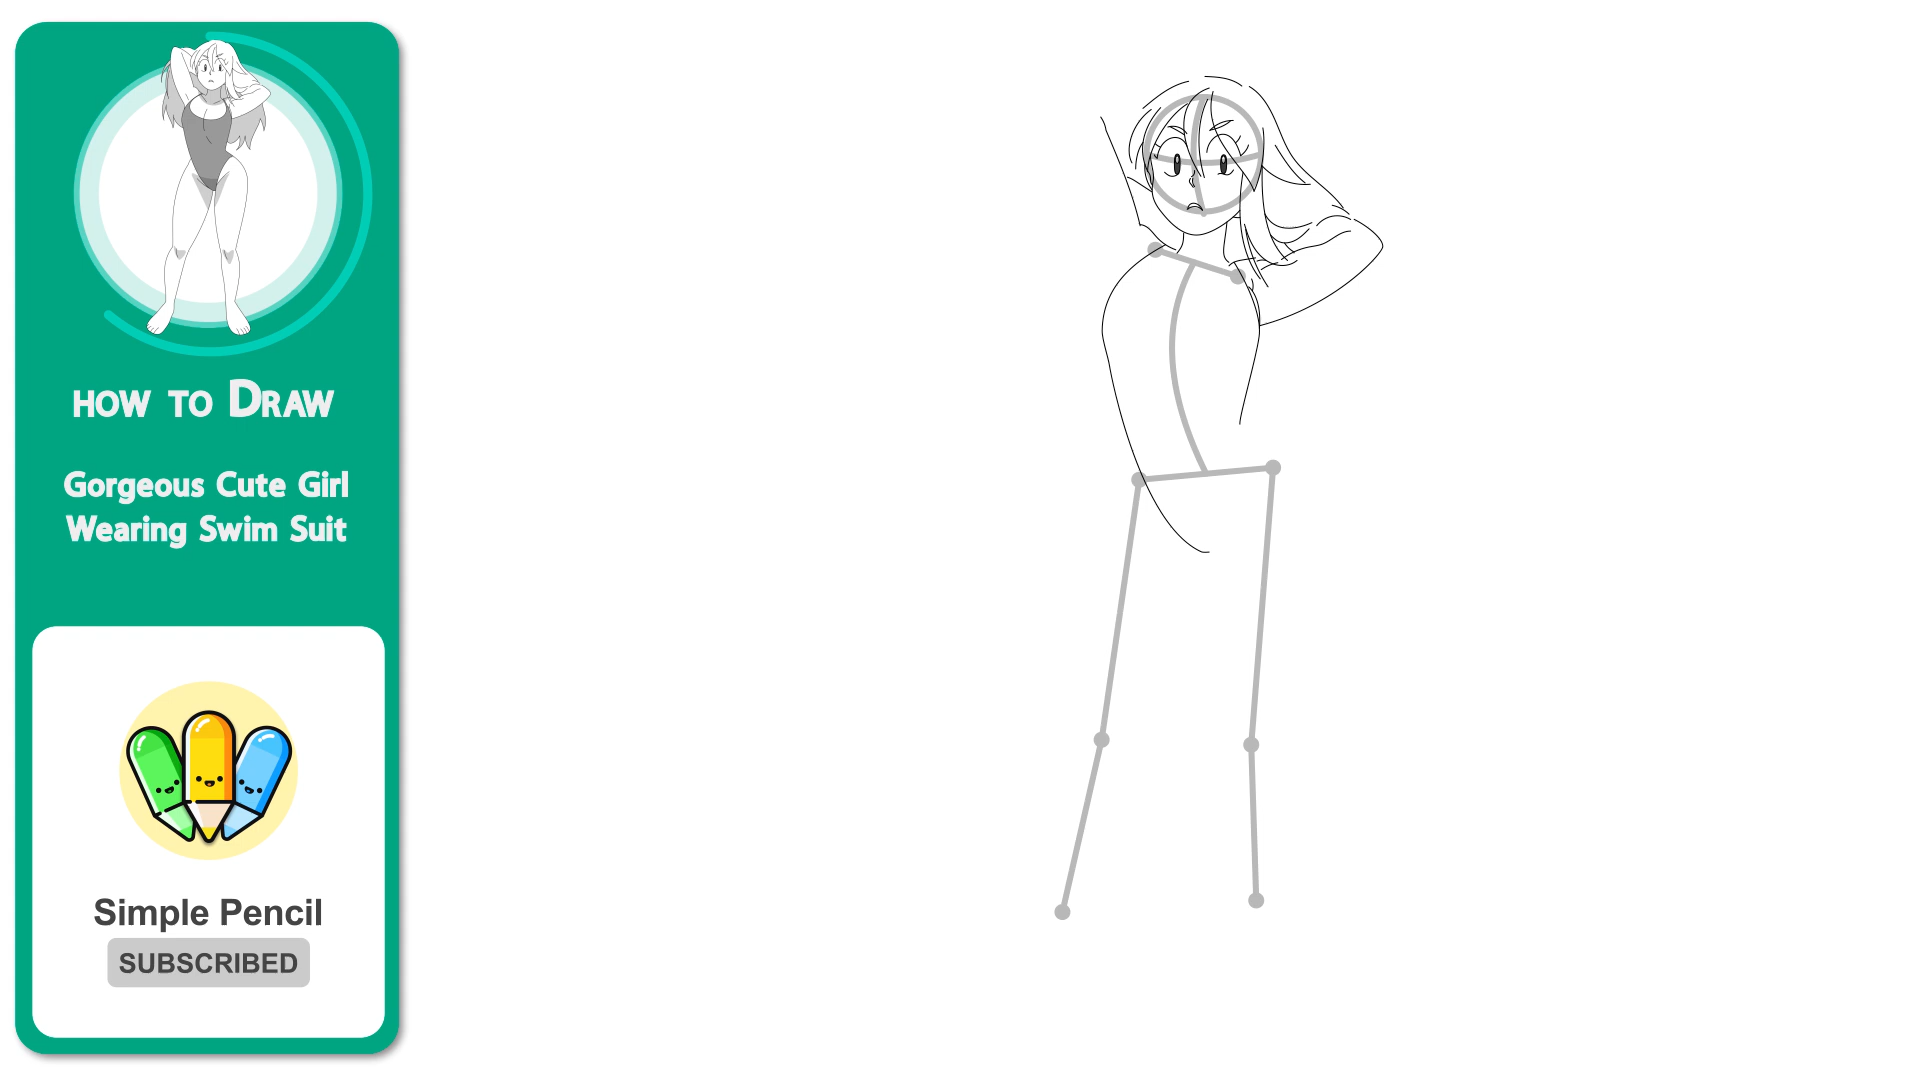 HOW TO DRAW
Gorgeous Cute Girl
Wearing Swim Suit
Simple Pencil
SUBSCRIBED